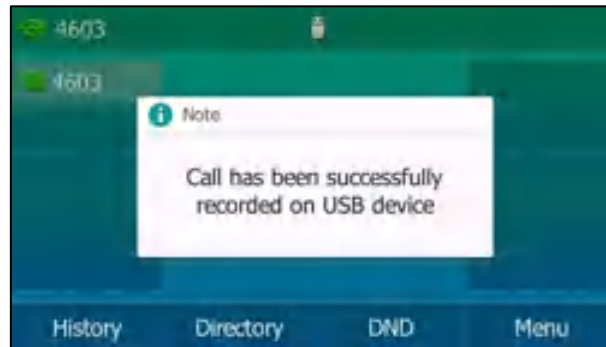 4603
4603
Note
Call has been successfully
recorded on USB device
History Directory DND Menu